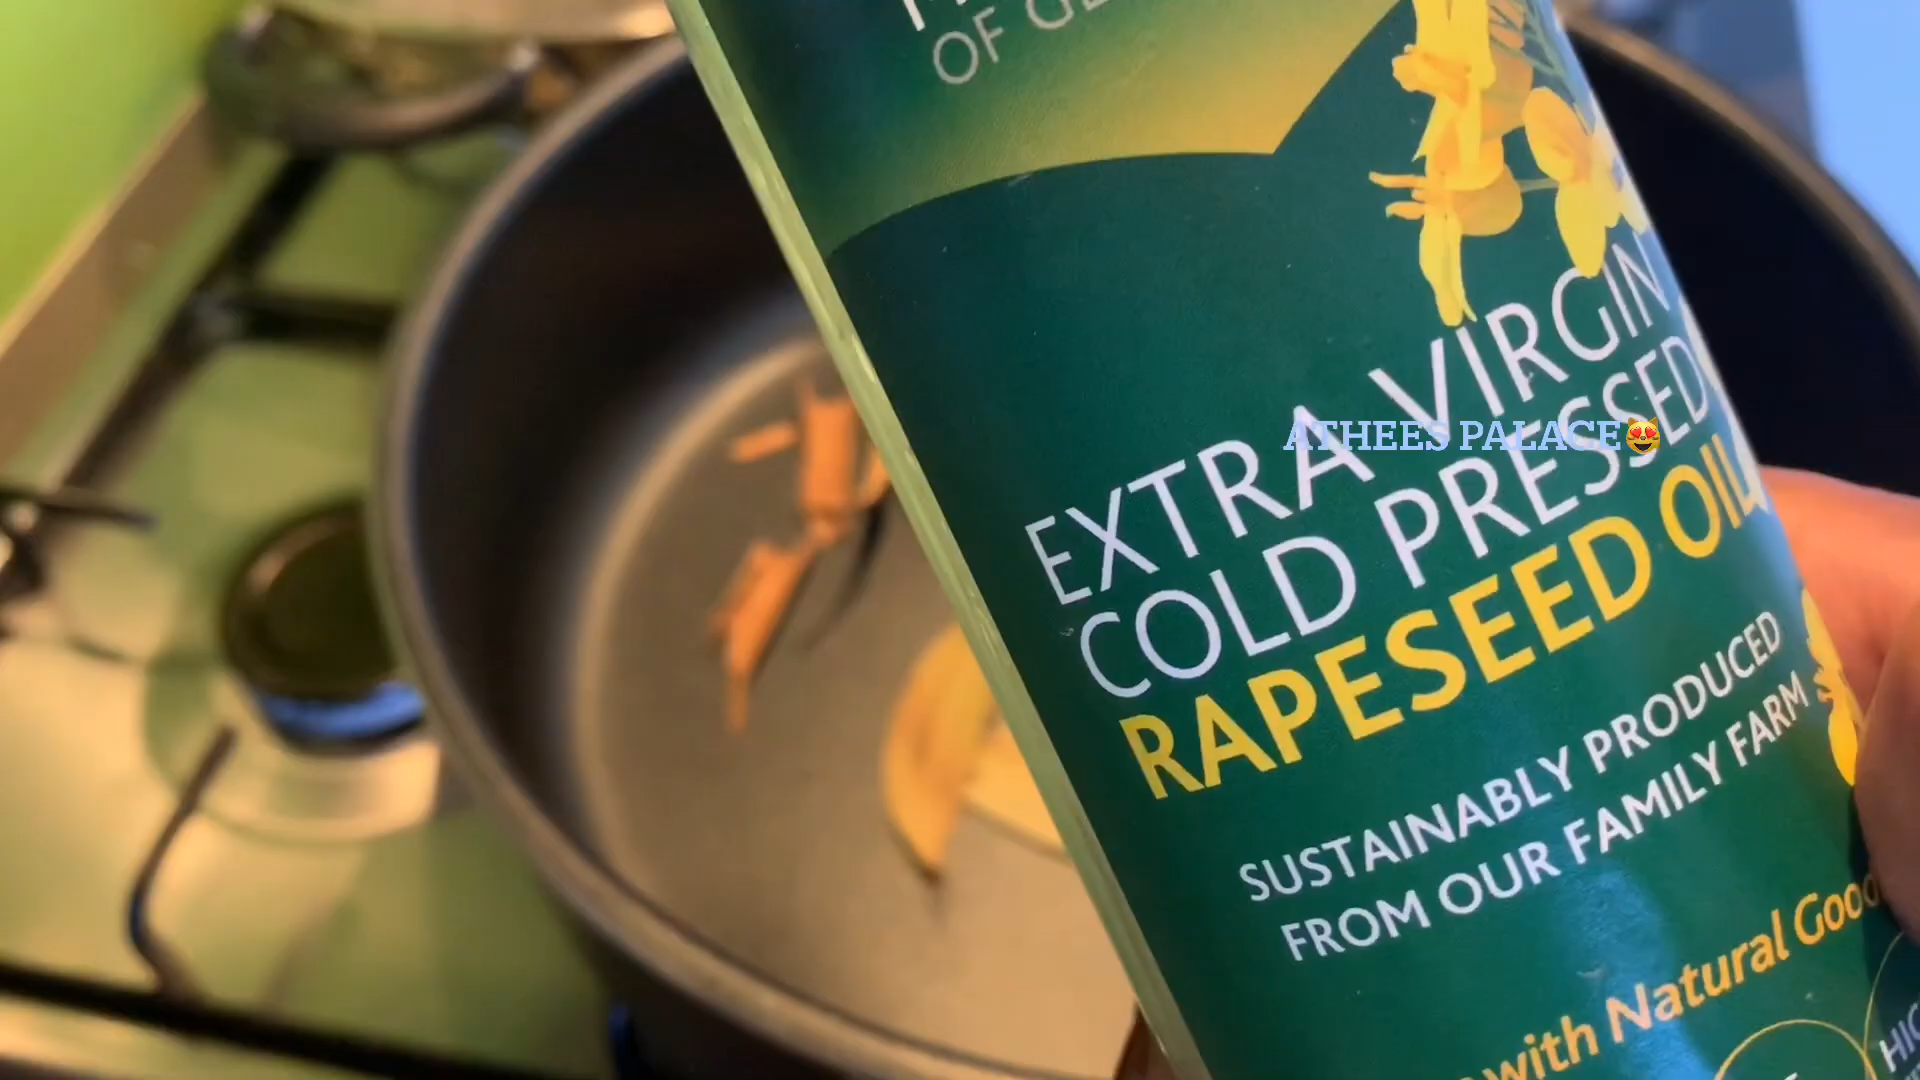 OF
EXTRA VIRGIN
COLD PRESSED
RAPESEED OIL
ATHEES PALACE😻
SUSTAINABLY PRODUCED
FROM OUR FAMILY FARM
with Natural